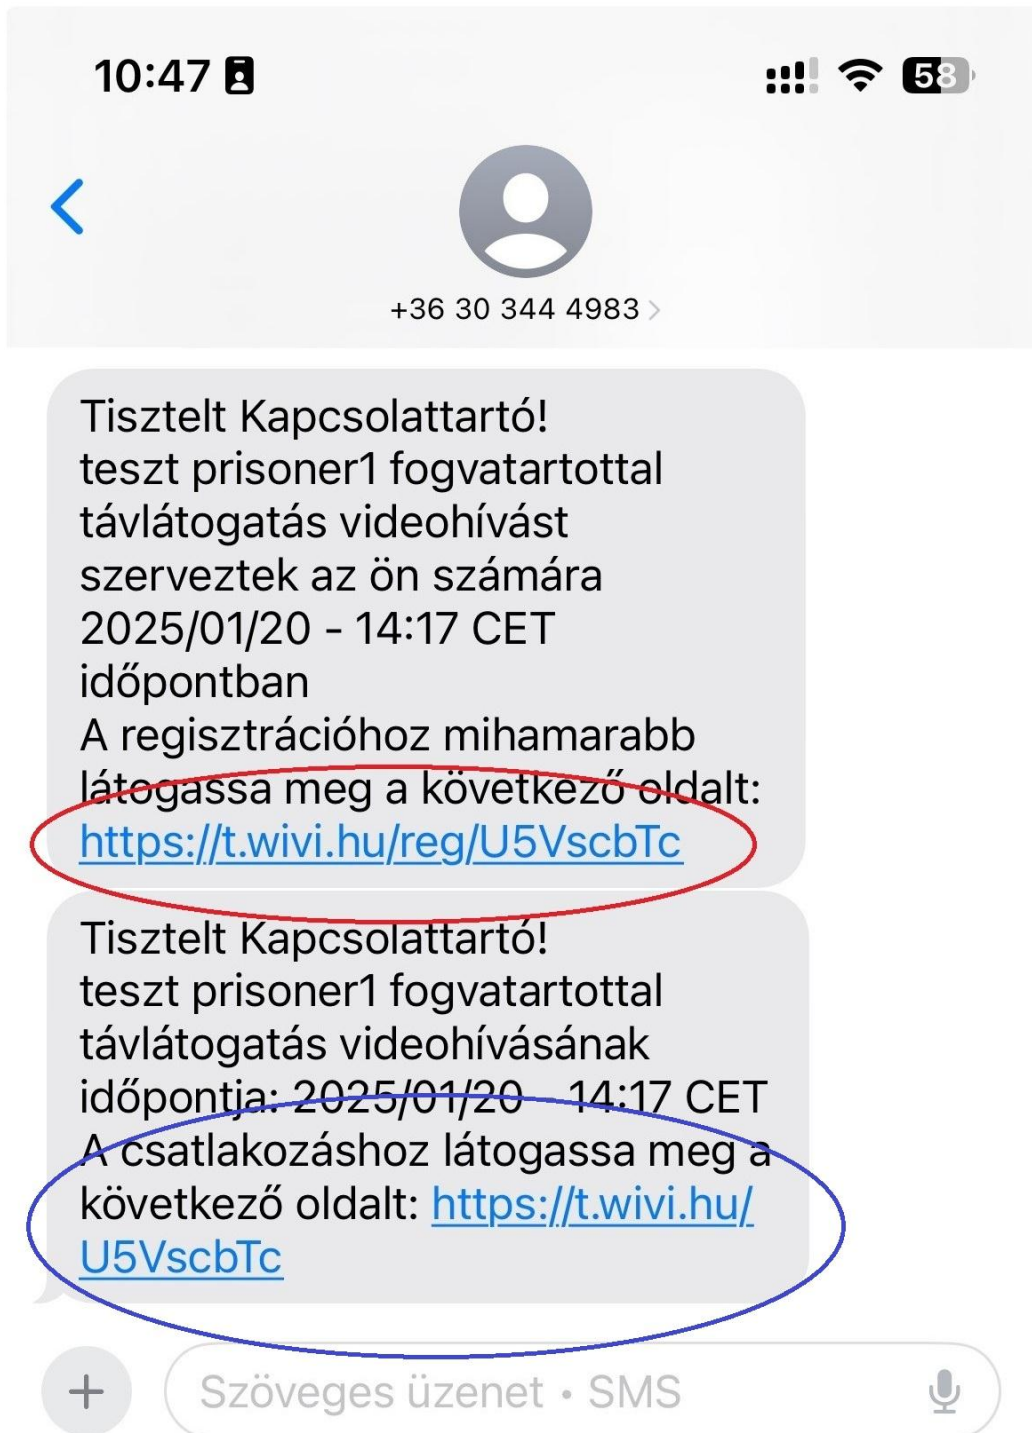 10:47
58
+36 30 344 4983
Tisztelt Kapcsolattartó!
teszt prisoner1 fogvatartottal
távlátogatás videohívást
szerveztek az ön számára
2025/01/20 - 14:17 CET
időpontban
A regisztrációhoz mihamarabb
látogassa meg a következő oldalt:
https://t.wivi.hu/reg/U5VscbTc
Tisztelt Kapcsolattartó!
teszt prisoner1 fogvatartottal
távlátogatás videohívásának
időpontja: 2025/01/20 - 14:17 CET
A csatlakozáshoz látogassa meg a
következő oldalt: https://t.wivi.hu/
U5VscbTc
Szöveges üzenet • SMS